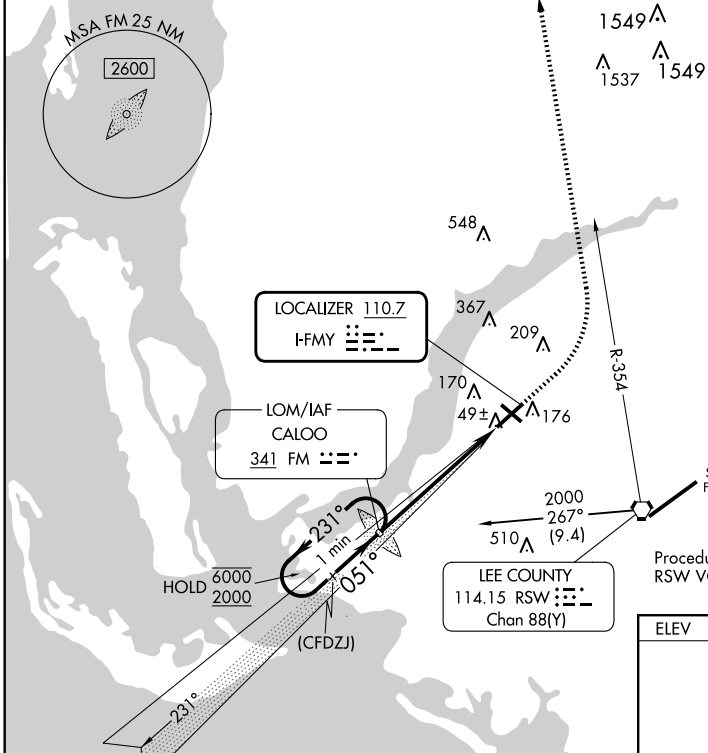 MSA FM 25 NM
2600
1549
1537
1549
548
LOCALIZER 110.7
I-FMY
367
209
R-354
170
49±
176
LOM/IAF
CALOO
341 FM
231°
1 min
051°
HOLD 6000
2000
(CFDZJ)
231°
2000
267°
(9.4)
510
LEE COUNTY
114.15 RSW
Chan 88(Y)
Procedu
RSW V
ELEV